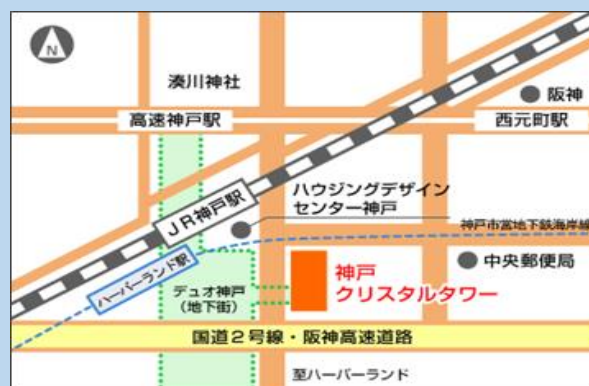 N
湊川神社
阪神
高速神戸駅
西元町駅
JR神戸駅
ハウジングデザイン
センター神戸
神戸市営地下鉄海岸線
ハーバーランド駅
中央郵便局
神戸
クリスタルタワー
デュオ神戸
(地下街)
国道2号線・阪神高速道路
至ハーバーランド